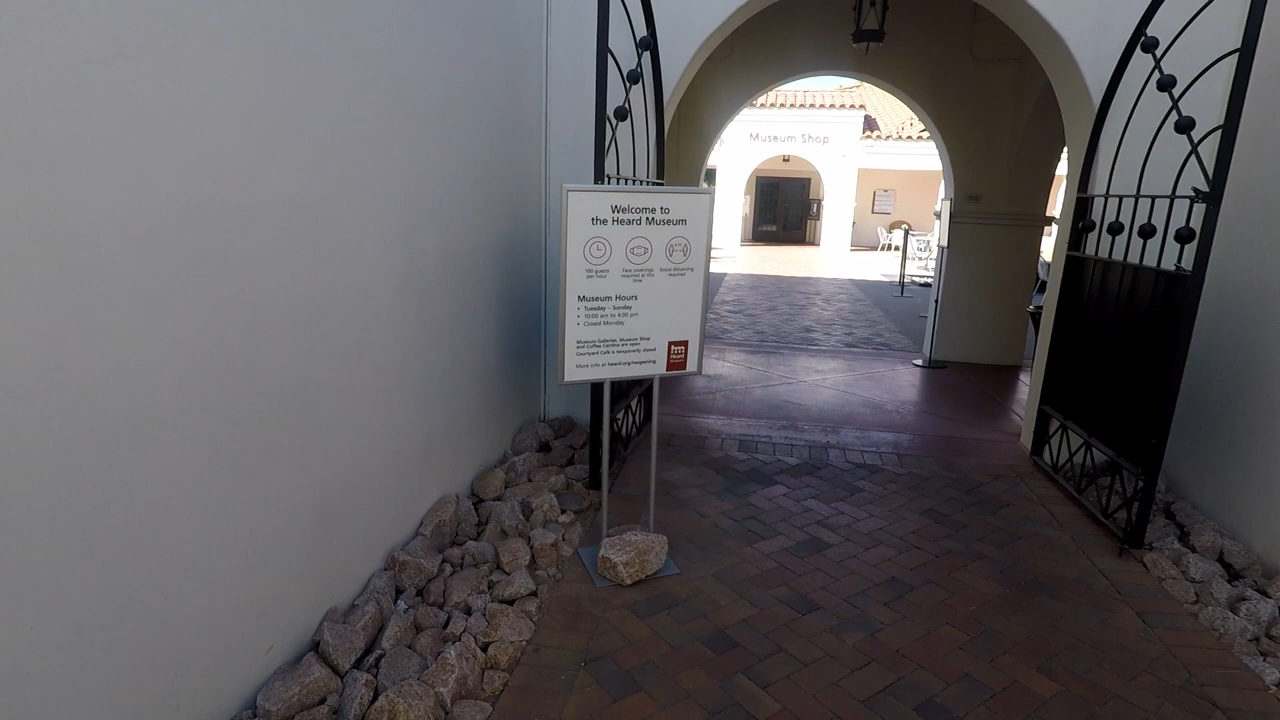 Museum Shop
Welcome to
the Heard Museum
100 guests
per hour
Face coverings
required at this
time
6 FT
Social distancing
required
Museum Hours
• Tuesday – Sunday
• 10:00 am to 4:00 pm
• Closed Monday
Museum Galleries, Museum Shop
and Coffee Cantina are open
Courtyard Café is temporarily closed
More info at heard.org/reopening
hm
Heard
Museum